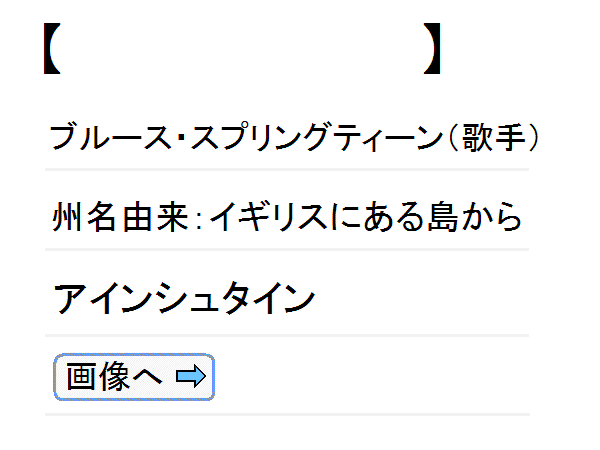 【 】
ブルース・スプリングティーン（歌手）
州名由来：イギリスにある島から
アインシュタイン
画像へ